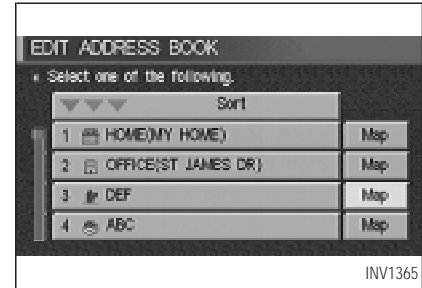 EDIT ADDRESS BOOK
Select one of the following.
Sort
1 HOME(MY HOME) Map
2 OFFICE(ST JAMES DR) Map
3 DEF Map
4 ABC Map
INV1365